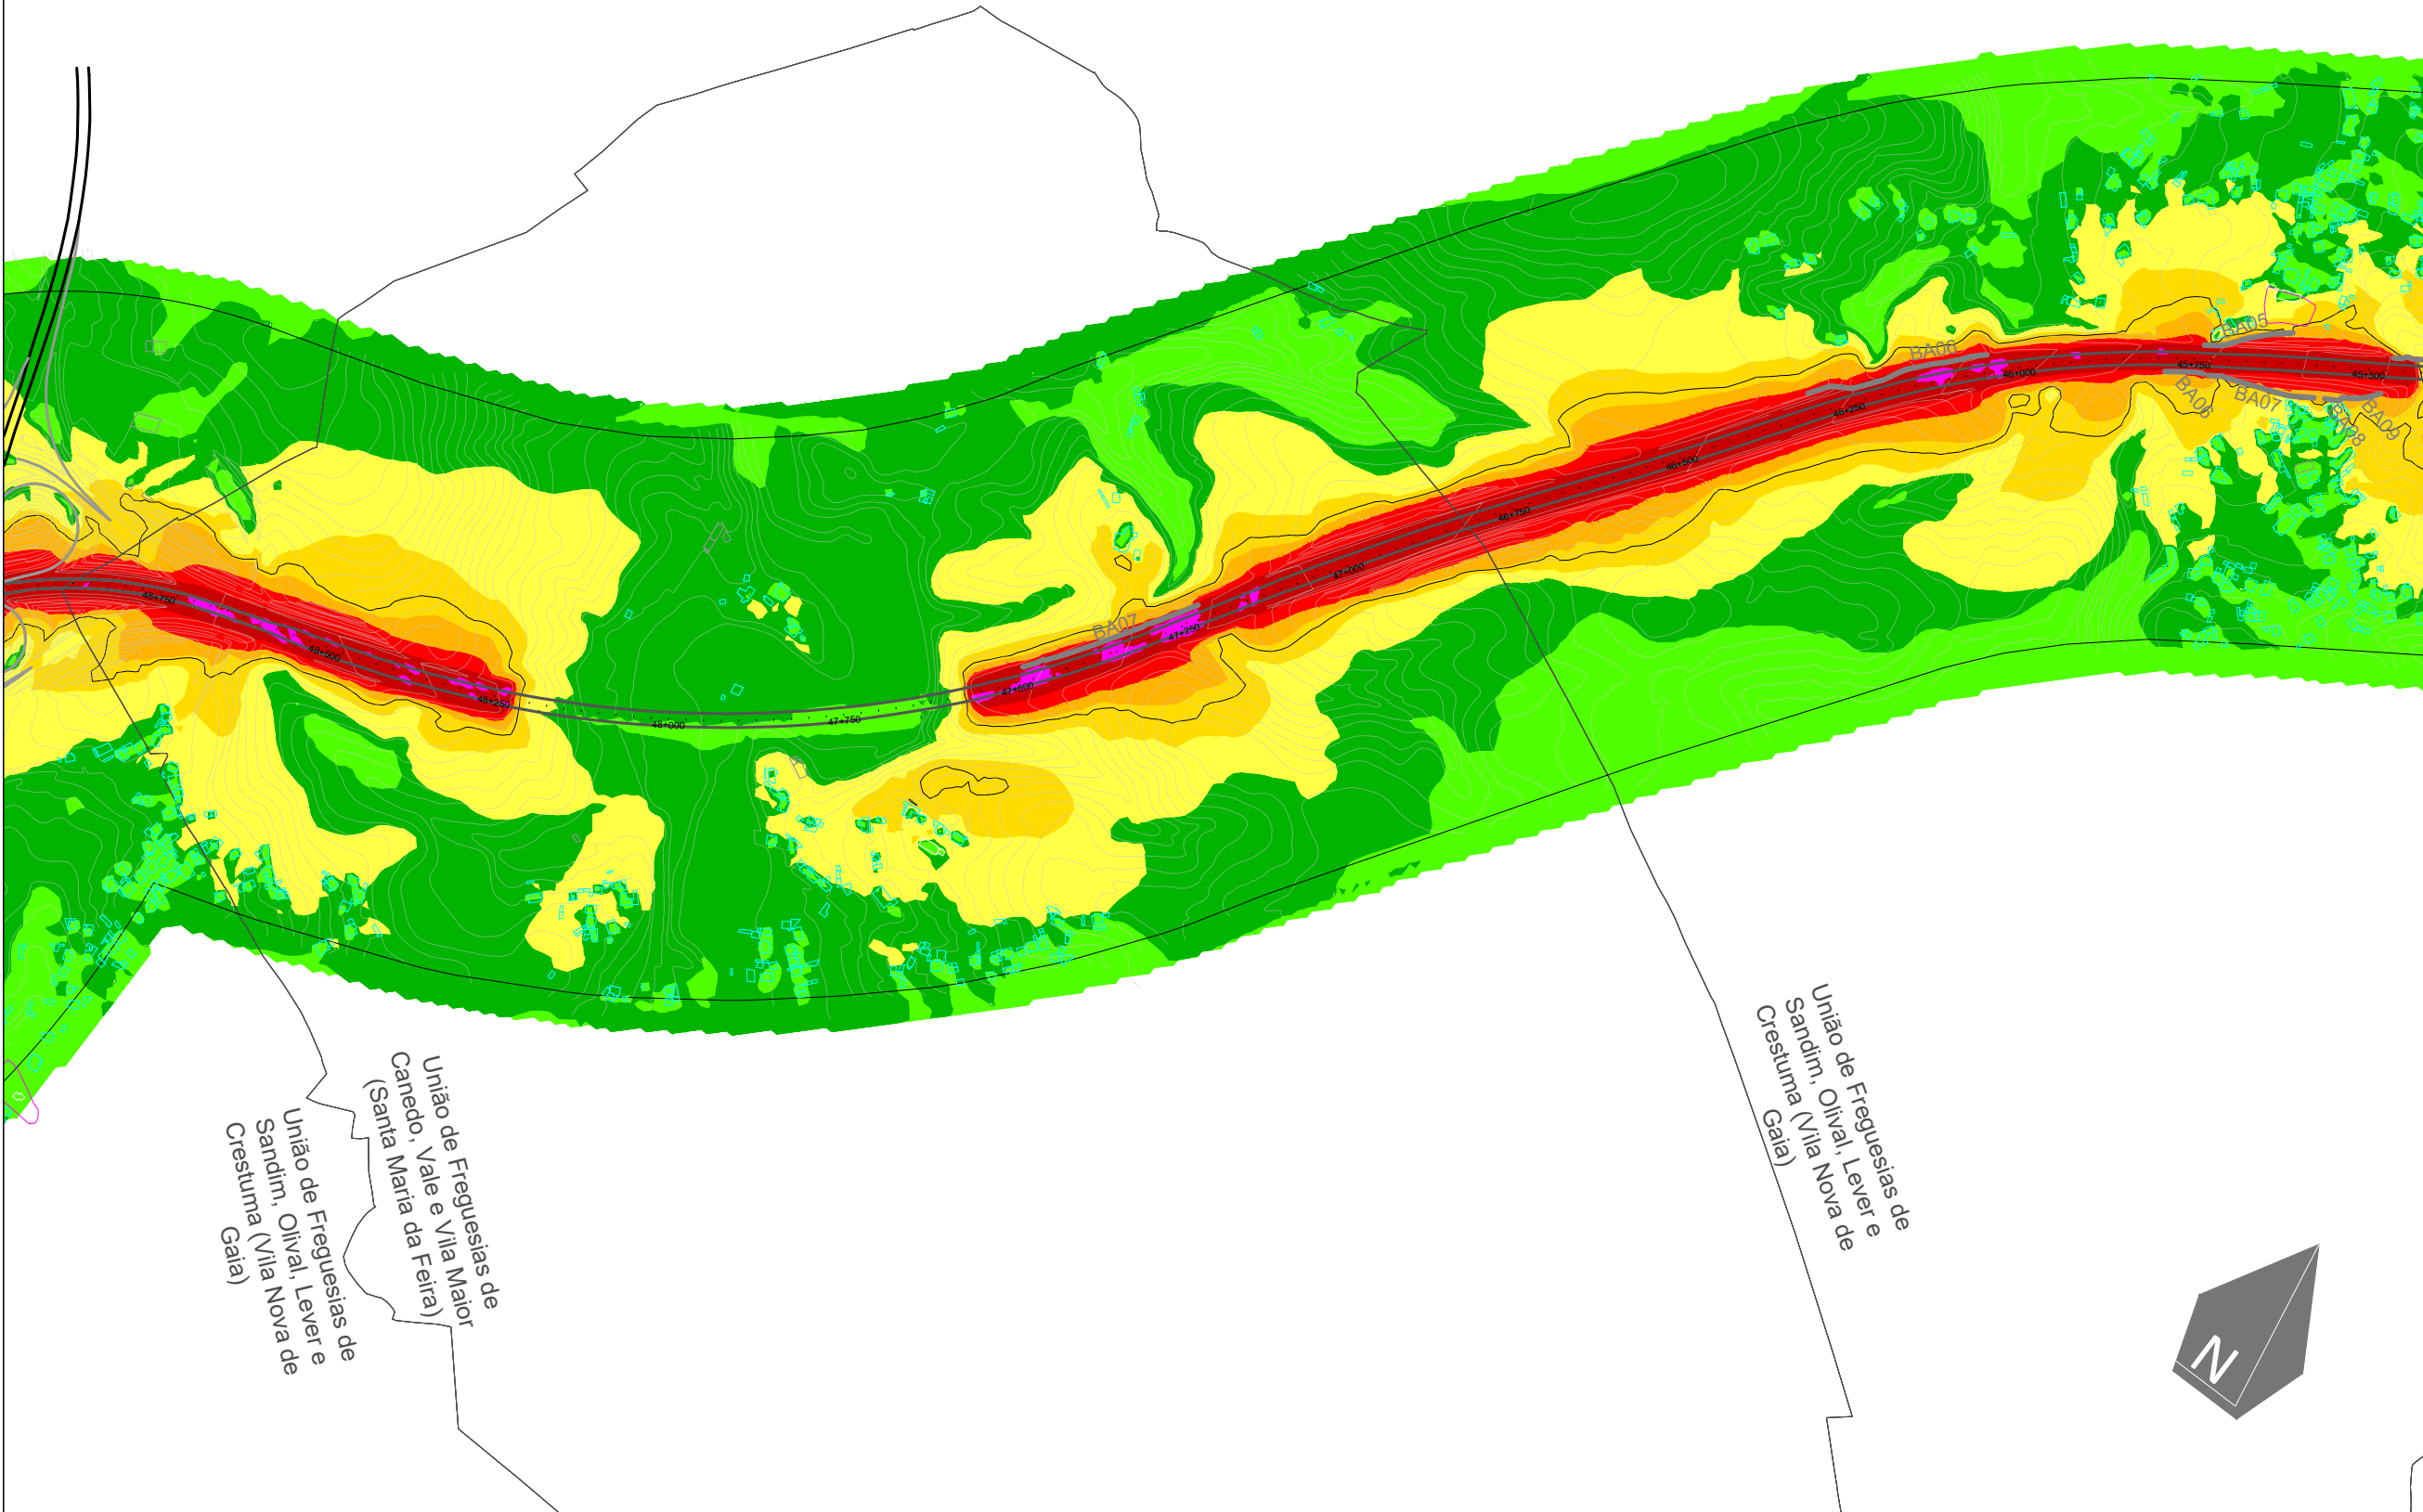 BA05
BA06
45+750
45+500
46+000
BA06
BA07
BA08
BA09
46+250
46+500
46+750
47+000
BA07
47+250
47+500
47+750
48+000
48+250
48+500
48+750
União de Freguesias de
Sandim, Olival, Lever e
Crestuma (Vila Nova de
Gaia)
União de Freguesias de
Canedo, Vale e Vila Maior
(Santa Maria da Feira)
União de Freguesias de
Sandim, Olival, Lever e
Crestuma (Vila Nova de
Gaia)
N